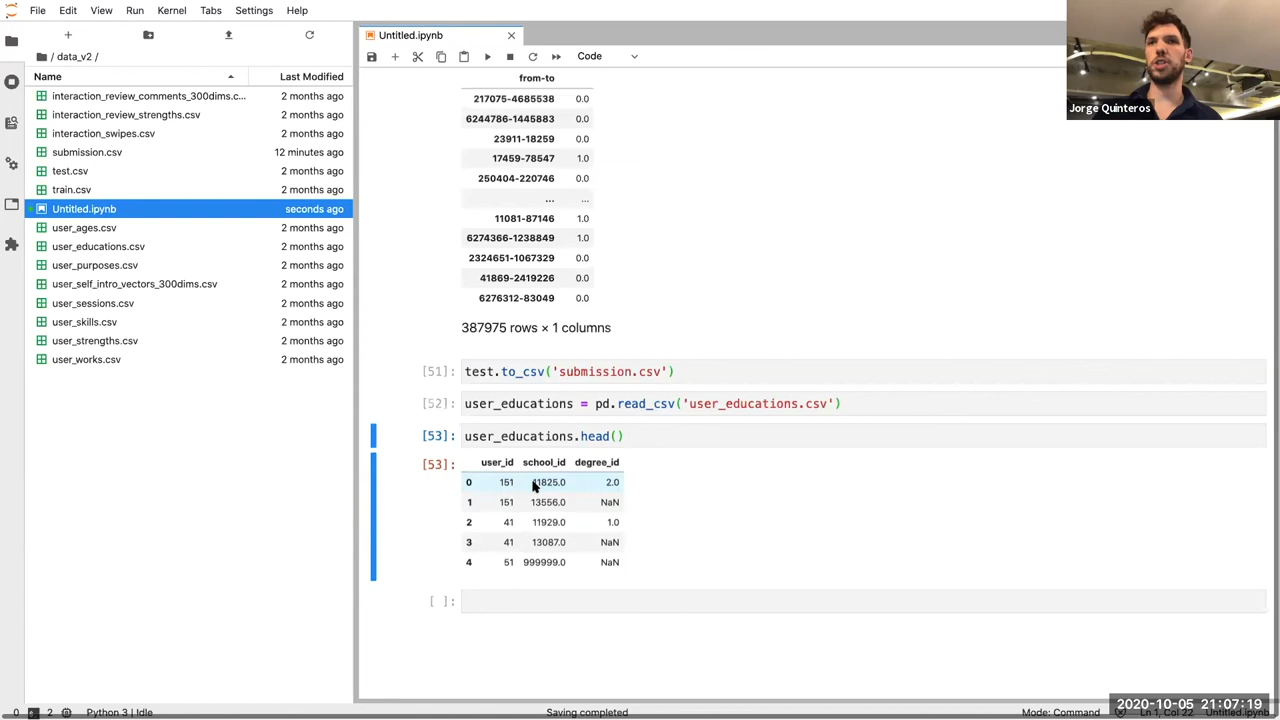 File Edit View Run Kernel Tabs Settings Help
Untitled.ipynb
/ data_v2 /
Code
Name Last Modified
interaction_review_comments_300dims.c... 2 months ago
interaction_review_strengths.csv 2 months ago
interaction_swipes.csv 2 months ago
submission.csv 12 minutes ago
test.csv 2 months ago
train.csv 2 months ago
Untitled.ipynb seconds ago
user_ages.csv 2 months ago
user_educations.csv 2 months ago
user_purposes.csv 2 months ago
user_self_intro_vectors_300dims.csv 2 months ago
user_sessions.csv 2 months ago
user_skills.csv 2 months ago
user_strengths.csv 2 months ago
user_works.csv 2 months ago
from-to
217075-4685538 0.0
6244786-1445883 0.0
23911-18259 0.0
17459-78547 1.0
250404-220746 0.0
... ...
11081-87146 1.0
6274366-1238849 1.0
2324651-1067329 0.0
41869-2419226 0.0
6276312-83049 0.0
387975 rows × 1 columns
[51]: test.to_csv('submission.csv')
[52]: user_educations = pd.read_csv('user_educations.csv')
[53]: user_educations.head()
[53]: user_id school_id degree_id
0 151 11825.0 2.0
1 151 13556.0 NaN
2 41 11929.0 1.0
3 41 13087.0 NaN
4 51 999999.0 NaN
[ ]:
Jorge Quinteros
2020-10-05 21:07:19
0 2 Python 3 | Idle Saving completed Mode: Command Ln 1, Col 22 Untitled.ipynb